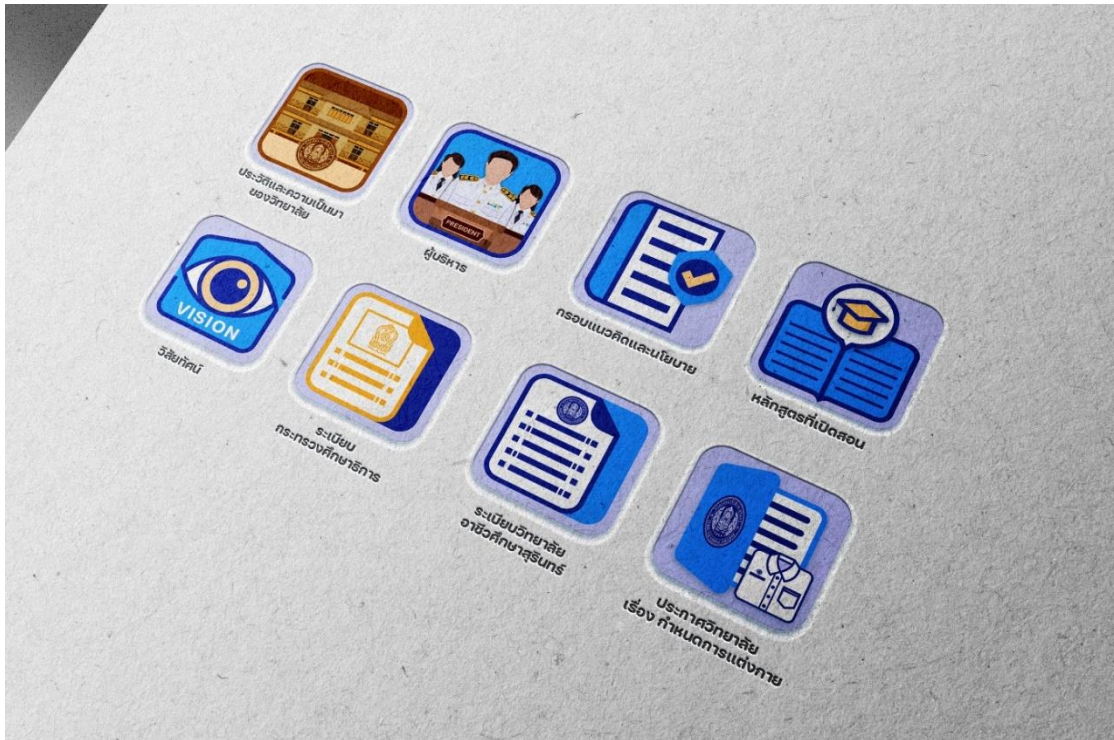 ประวัติและความเป็นมา
ของวิทยาลัย
PRESIDENT
ผู้บริหาร
กรอบแนวคิดและนโยบาย
หลักสูตรที่เปิดสอน
VISION
วิสัยทัศน์
ระเบียบ
กระทรวงศึกษาธิการ
ระเบียบวิทยาลัย
อาชีวศึกษาสุรินทร์
ประกาศวิทยาลัย
เรื่อง กำหนดการแต่งกาย